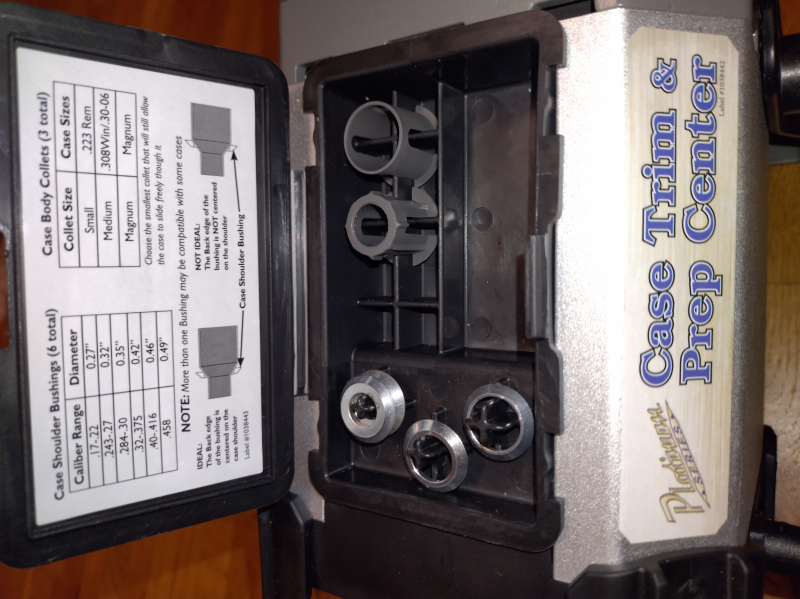 Case Shoulder Bushings (6 total)
Caliber Range Diameter
.17-.22 0.27"
.243-.27 0.32"
.284-.30 0.35"
.32-.375 0.42"
.40-.416 0.46"
.458 0.49"
Case Body Collets (3 total)
Collet Size Case Sizes
Small .223 Rem
Medium .308Win/.30-06
Magnum Magnum
Choose the smallest collet that will still allow
the case to slide freely though it
NOTE: More than one Bushing may be compatible with some cases
IDEAL:
The Back edge
of the bushing is
centered on the
case shoulder
NOT IDEAL:
The Back edge of the
bushing is NOT centered
on the shoulder
Case Shoulder Bushing
Label #1038443
Platinum
SERIES
Case Trim &
Prep Center
Label #1038442